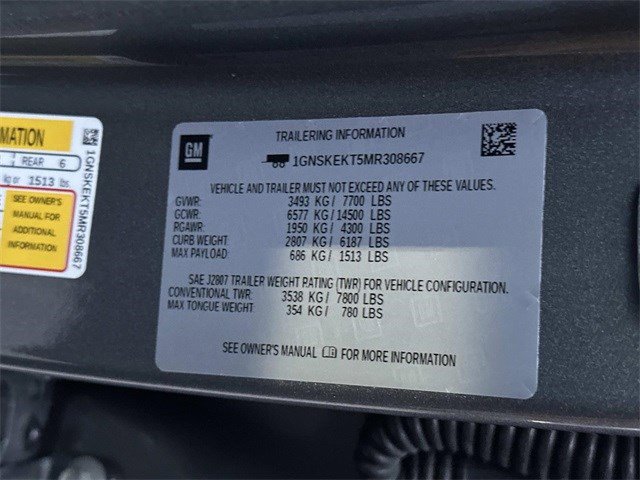 MATION
REAR 6
kg or 1513 lbs.
SEE OWNER'S
MANUAL FOR
ADDITIONAL
INFORMATION
1GNSKEKT5MR308667
GM
TRAILERING INFORMATION
1GNSKEKT5MR308667
VEHICLE AND TRAILER MUST NOT EXCEED ANY OF THESE VALUES.
GVWR: 3493 KG / 7700 LBS
GCWR: 6577 KG / 14500 LBS
RGAWR: 1950 KG / 4300 LBS
CURB WEIGHT: 2807 KG / 6187 LBS
MAX PAYLOAD: 686 KG / 1513 LBS
SAE J2807 TRAILER WEIGHT RATING (TWR) FOR VEHICLE CONFIGURATION.
CONVENTIONAL TWR: 3538 KG / 7800 LBS
MAX TONGUE WEIGHT: 354 KG / 780 LBS
SEE OWNER'S MANUAL FOR MORE INFORMATION